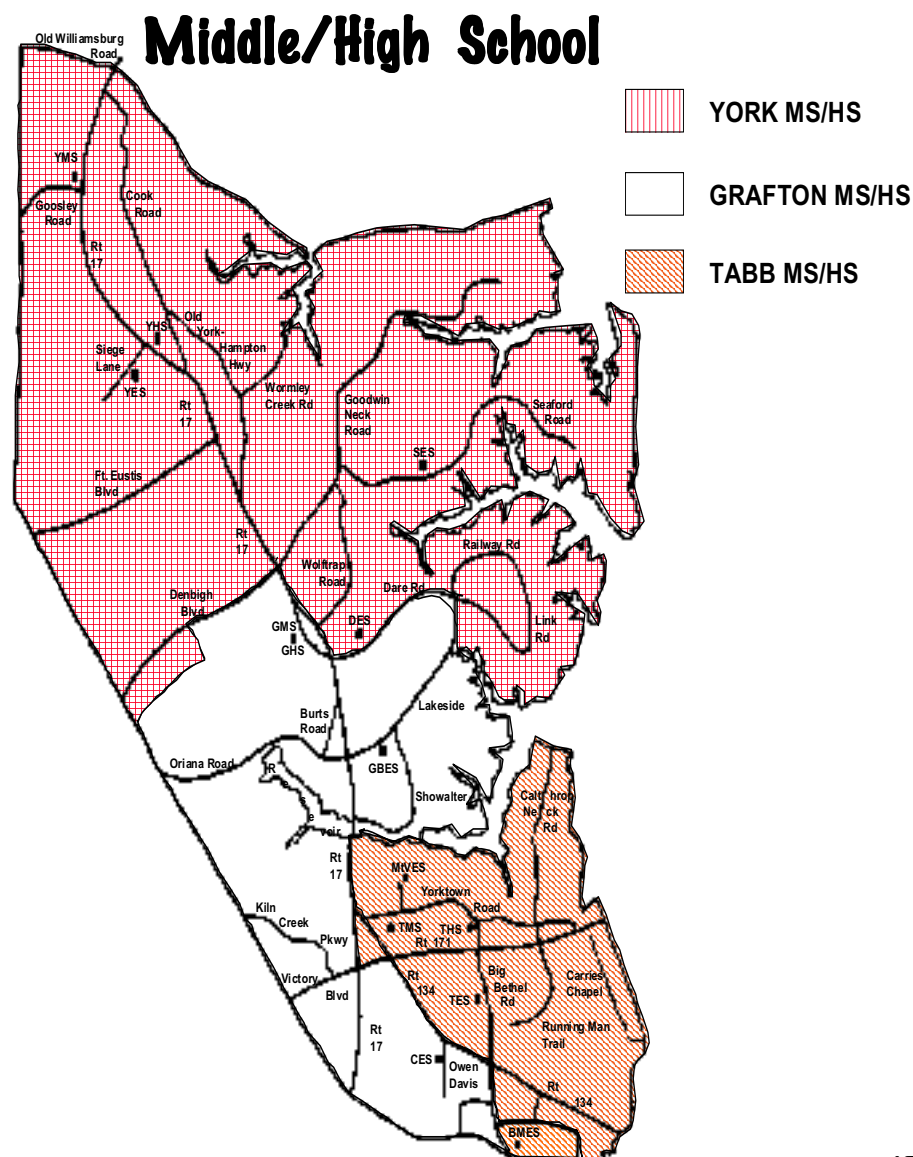 Middle/High School
YORK MS/HS
GRAFTON MS/HS
TABB MS/HS
Old Williamsburg
Road
YMS
Goosley
Road
Cook
Road
Rt
17
YHS
Old
York-
Hampton
Hwy
Siege
Lane
YES
Wormley
Creek Rd
Rt
17
Goodwin
Neck
Road
Seaford
Road
SES
Ft. Eustis
Blvd
Rt
17
Railway Rd
Wolftrap
Road
Dare Rd
Denbigh
Blvd
GMS
GHS
DES
Link
Rd
Burts
Road
Lakeside
Oriana Road
GBES
Showalter
Calthrop
Neck
Rd
Rt
17
MtVES
Yorktown
Road
Kiln
Creek
Pkwy
TMS
THS
Rt 171
Victory
Blvd
Rt
134
Big
Bethel
Rd
TES
Carries
Chapel
Running Man
Trail
Rt
17
CES
Owen
Davis
Rt
134
BMES